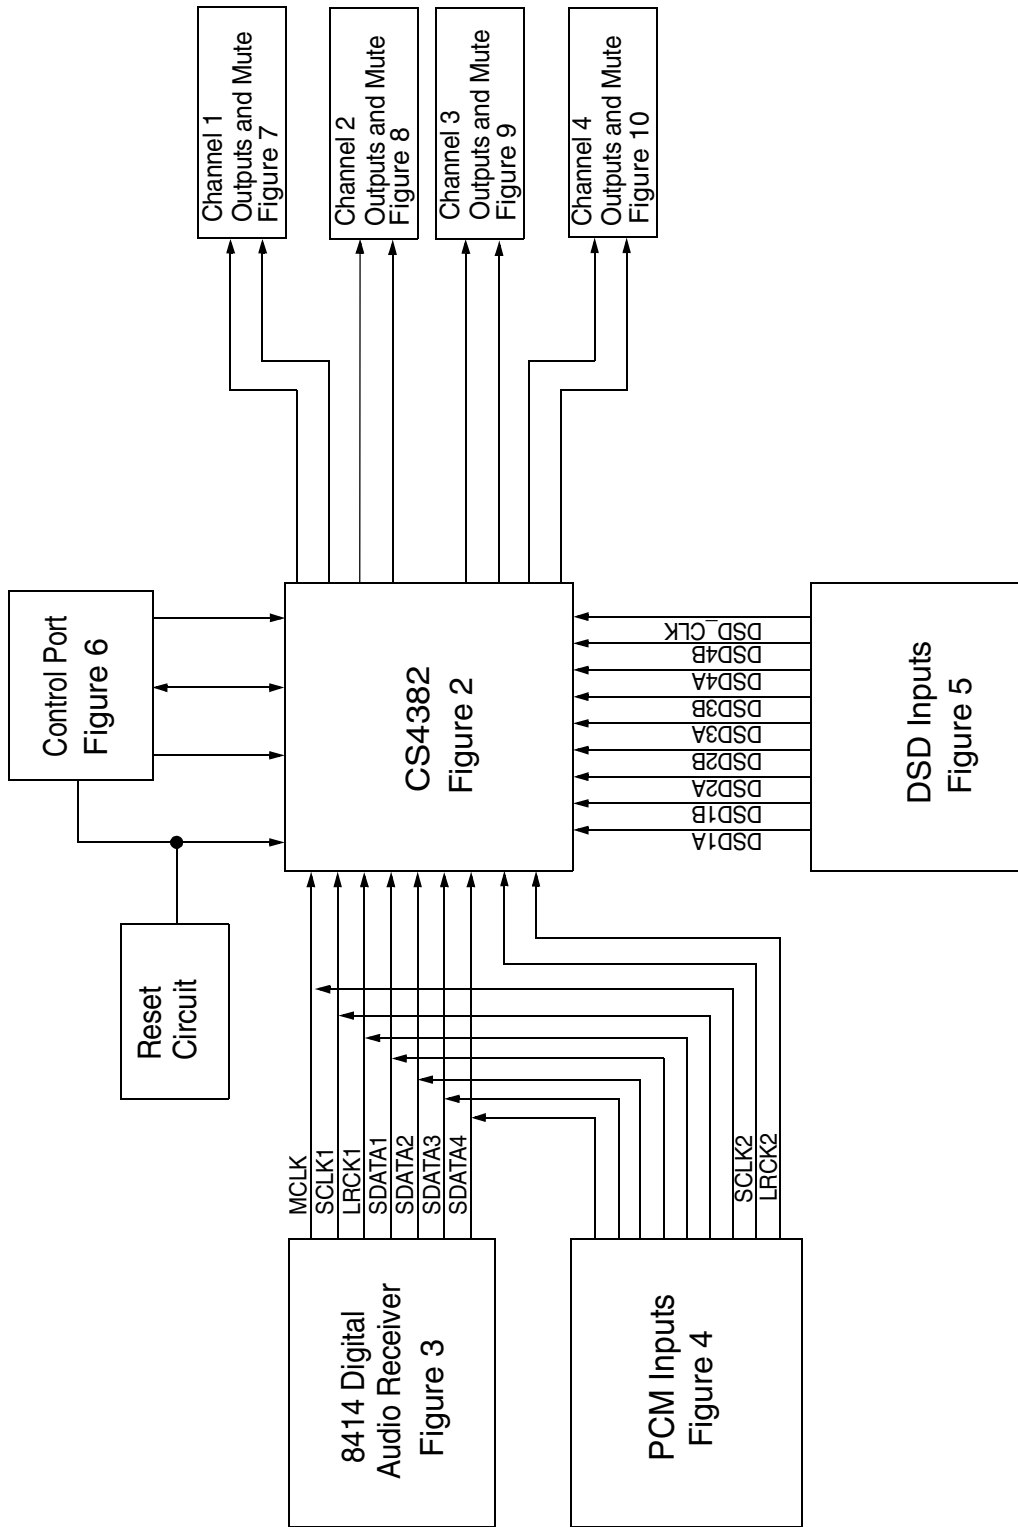 Channel 1
Outputs and Mute
Figure 7
Channel 2
Outputs and Mute
Figure 8
Channel 3
Outputs and Mute
Figure 9
Channel 4
Outputs and Mute
Figure 10
Control Port
Figure 6
CS4382
Figure 2
DSD_CLK
DSD4B
DSD4A
DSD3B
DSD3A
DSD2B
DSD2A
DSD1B
DSD1A
DSD Inputs
Figure 5
Reset
Circuit
MCLK
SCLK1
LRCK1
SDATA1
SDATA2
SDATA3
SDATA4
SCLK2
LRCK2
8414 Digital
Audio Receiver
Figure 3
PCM Inputs
Figure 4